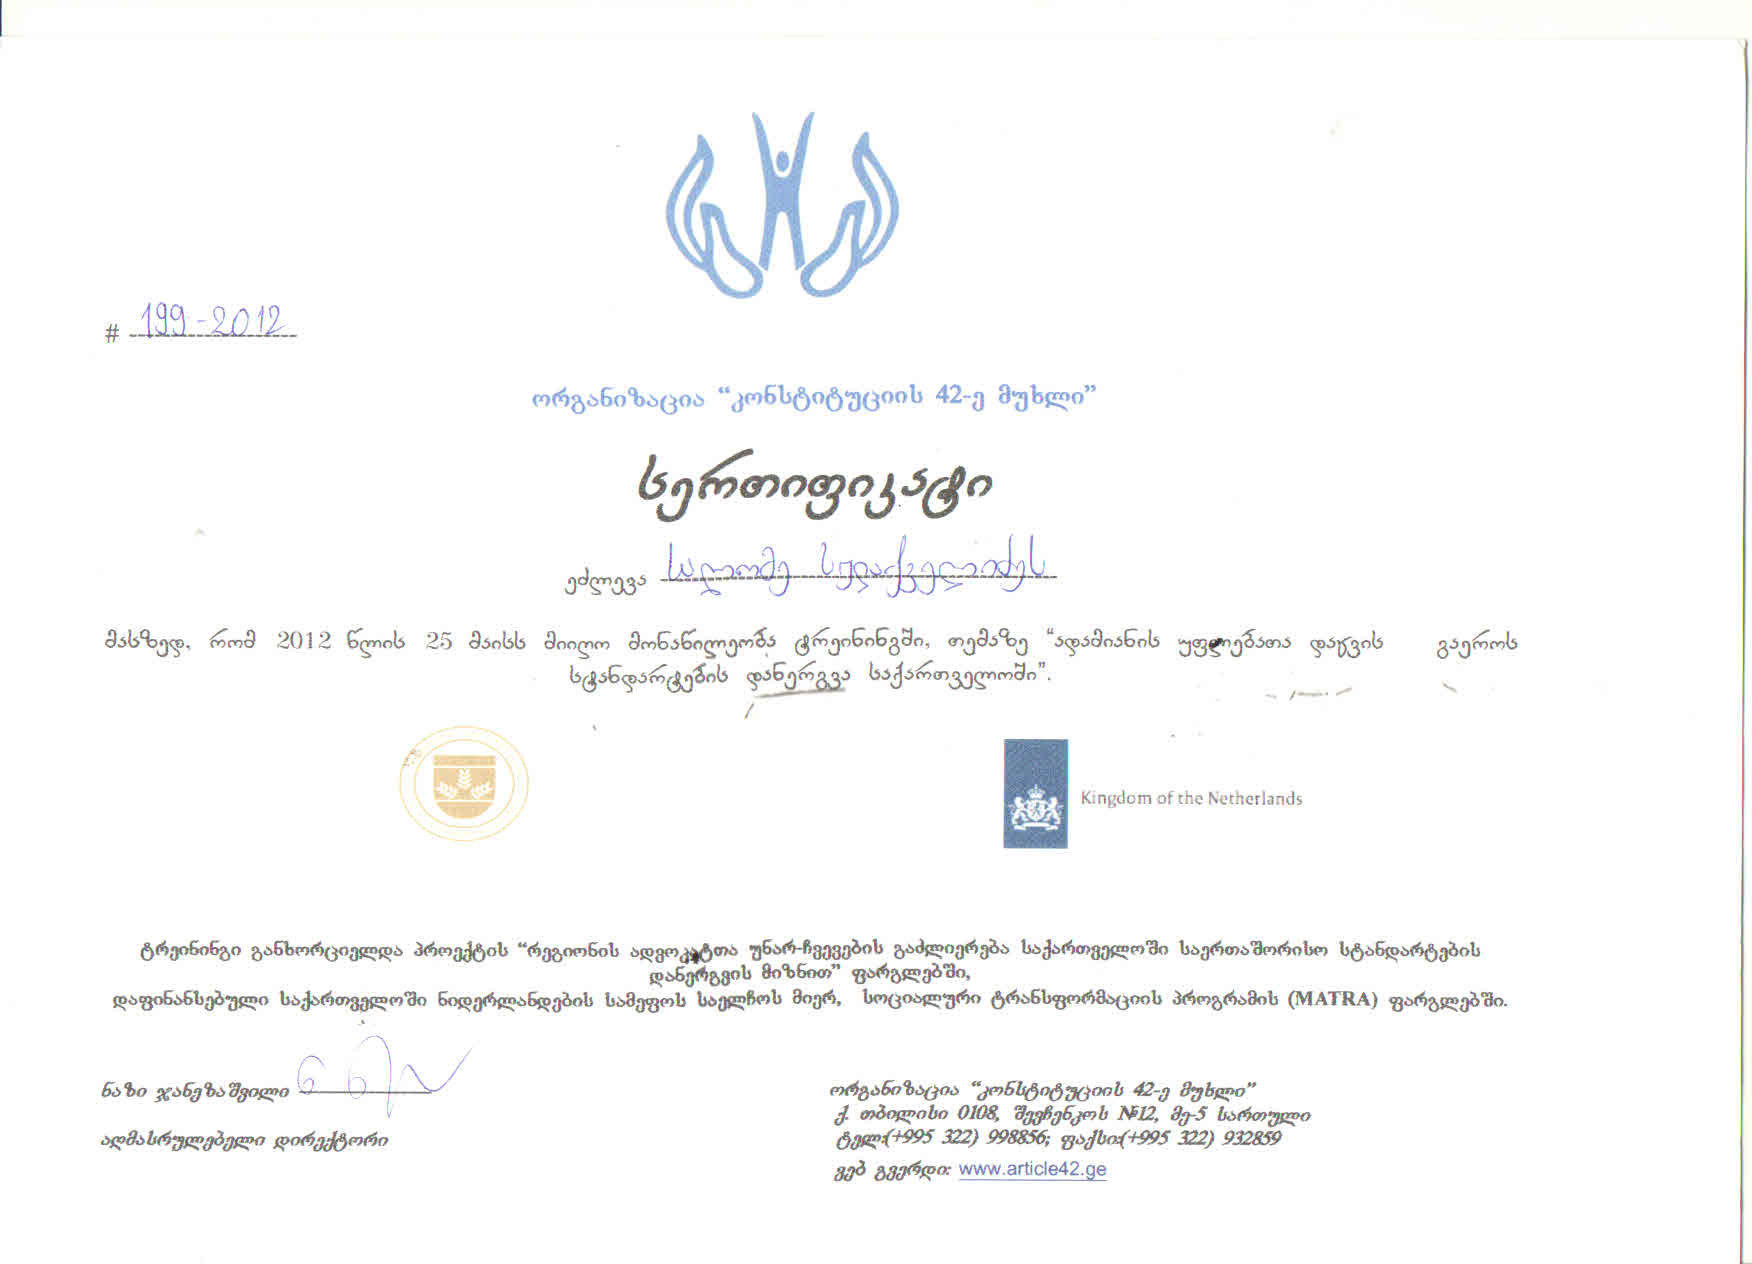 # 199-2012
ორგანიზაცია “კონსტიტუციის 42-ე მუხლი”
სერთიფიკატი
ეძლევა სალომე სეფიაშვილიძეს
მასზედ, რომ 2012 წლის 25 მაისს მიიღო მონაწილეობა ტრეინინგში, თემაზე “ადამიანის უფლებათა დაცვის გაეროს
სტანდარტების დანერგვა საქართველოში”.
Kingdom of the Netherlands
ტრეინინგი განხორციელდა პროექტის “რეგიონის ადვოკატთა უნარ-ჩვევების გაძლიერება საქართველოში საერთაშორისო სტანდარტების
დანერგვის მიზნით” ფარგლებში,
დაფინანსებული საქართველოში ნიდერლანდების სამეფოს საელჩოს მიერ, სოციალური ტრანსფორმაციის პროგრამის (MATRA) ფარგლებში.
ნაზი ჯანეზაშვილი
აღმასრულებელი დირექტორი
ორგანიზაცია “კონსტიტუციის 42-ე მუხლი”
ქ. თბილისი 0108, შევჩენკოს №12, მე-5 სართული
ტელ:(+995 322) 998856; ფაქსი:(+995 322) 932859
ვებ გვერდი: www.article42.ge